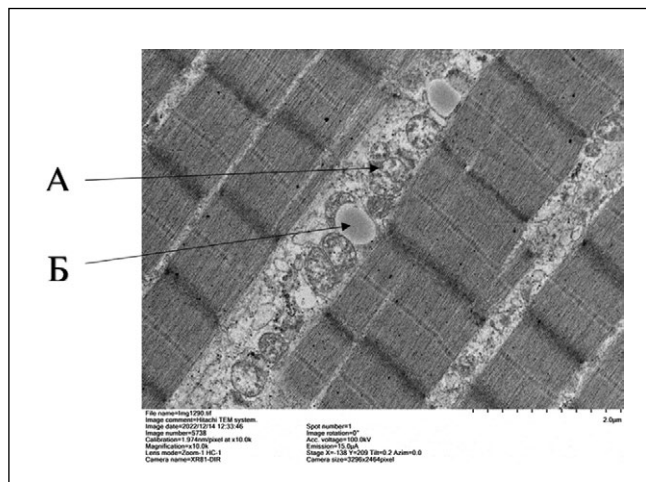 А
Б
File name=Img1290.tif
Image comment=Hitachi TEM system.
Image date=2022/12/14 12:33:46
Image number=5738
Calibration=1.974nm/pixel at x10.0k
Magnification=x10.0k
Lens mode=Zoom-1 HC-1
Camera name=XR81-DIR
Spot number=1
Image rotation=0°
Acc. voltage=100.0kV
Emission=15.0μA
Stage X=-138 Y=209 Tilt=0.2 Azim=0.0
Camera size=3296x2464pixel
2.0μm